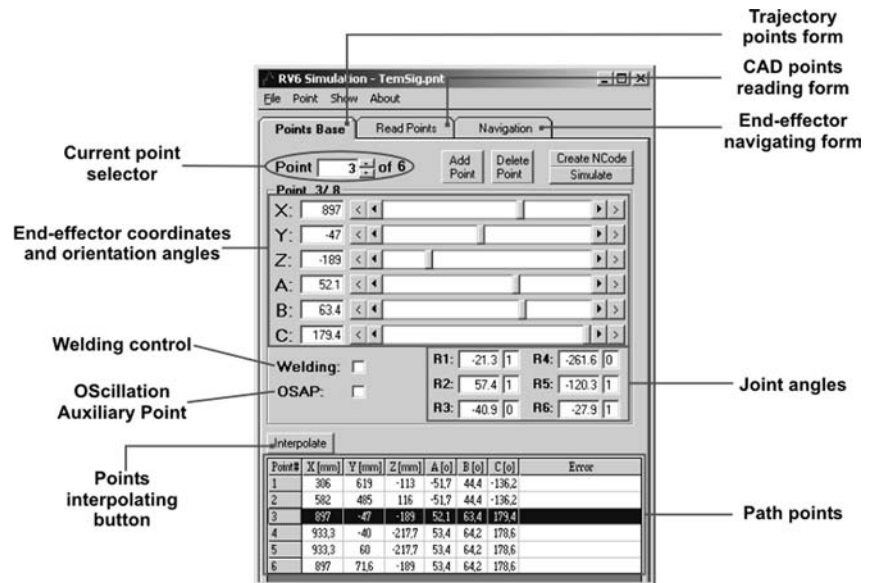 Trajectory
points form
CAD points
reading form
End-effector
navigating form
Current point
selector
End-effector coordinates
and orientation angles
Welding control
OScillation
Auxiliary Point
Points
interpolating
button
Joint angles
Path points
RV6 Simulation - TemSig.pnt
File Point Show About
Points Base Read Points Navigation
Point 3 of 6
Add Point
Delete Point
Create NCode
Simulate
Point 3/8
X: 897 < >
Y: -47 < >
Z: -189 < >
A: 52.1 < >
B: 63.4 < >
C: 179.4 < >
Welding:
OSAP:
R1: -21.3 1 R4: -261.6 0
R2: 57.4 1 R5: -120.3 1
R3: -40.9 0 R6: -27.9 1
Interpolate
Point# X [mm] Y [mm] Z [mm] A [o] B [o] C [o] Error
1 306 619 -113 -51,7 44,4 -136,2
2 582 485 116 -51,7 44,4 -136,2
3 897 -47 -189 52,1 63,4 179,4
4 933,3 -40 -217,7 53,4 64,2 178,6
5 933,3 60 -217,7 53,4 64,2 178,6
6 897 71,6 -189 53,4 64,2 178,6